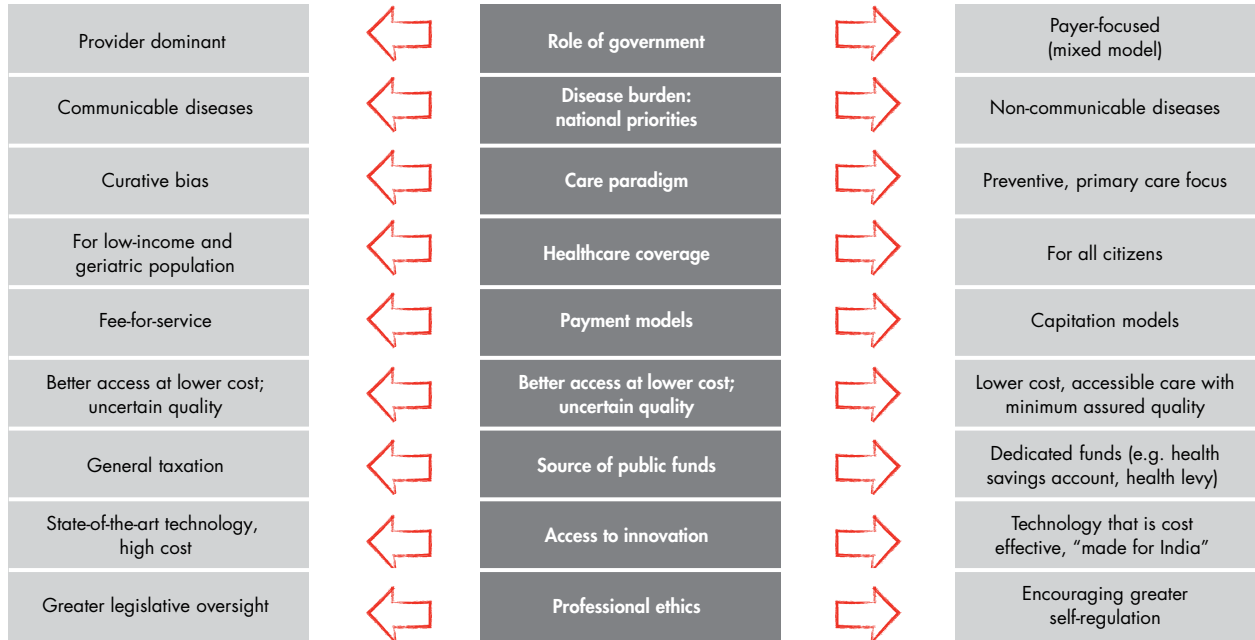 Provider dominant
Role of government
Payer-focused
(mixed model)
Communicable diseases
Disease burden:
national priorities
Non-communicable diseases
Curative bias
Care paradigm
Preventive, primary care focus
For low-income and
geriatric population
Healthcare coverage
For all citizens
Fee-for-service
Payment models
Capitation models
Better access at lower cost;
uncertain quality
Better access at lower cost;
uncertain quality
Lower cost, accessible care with
minimum assured quality
General taxation
Source of public funds
Dedicated funds (e.g. health
savings account, health levy)
State-of-the-art technology,
high cost
Access to innovation
Technology that is cost
effective, “made for India”
Greater legislative oversight
Professional ethics
Encouraging greater
self-regulation